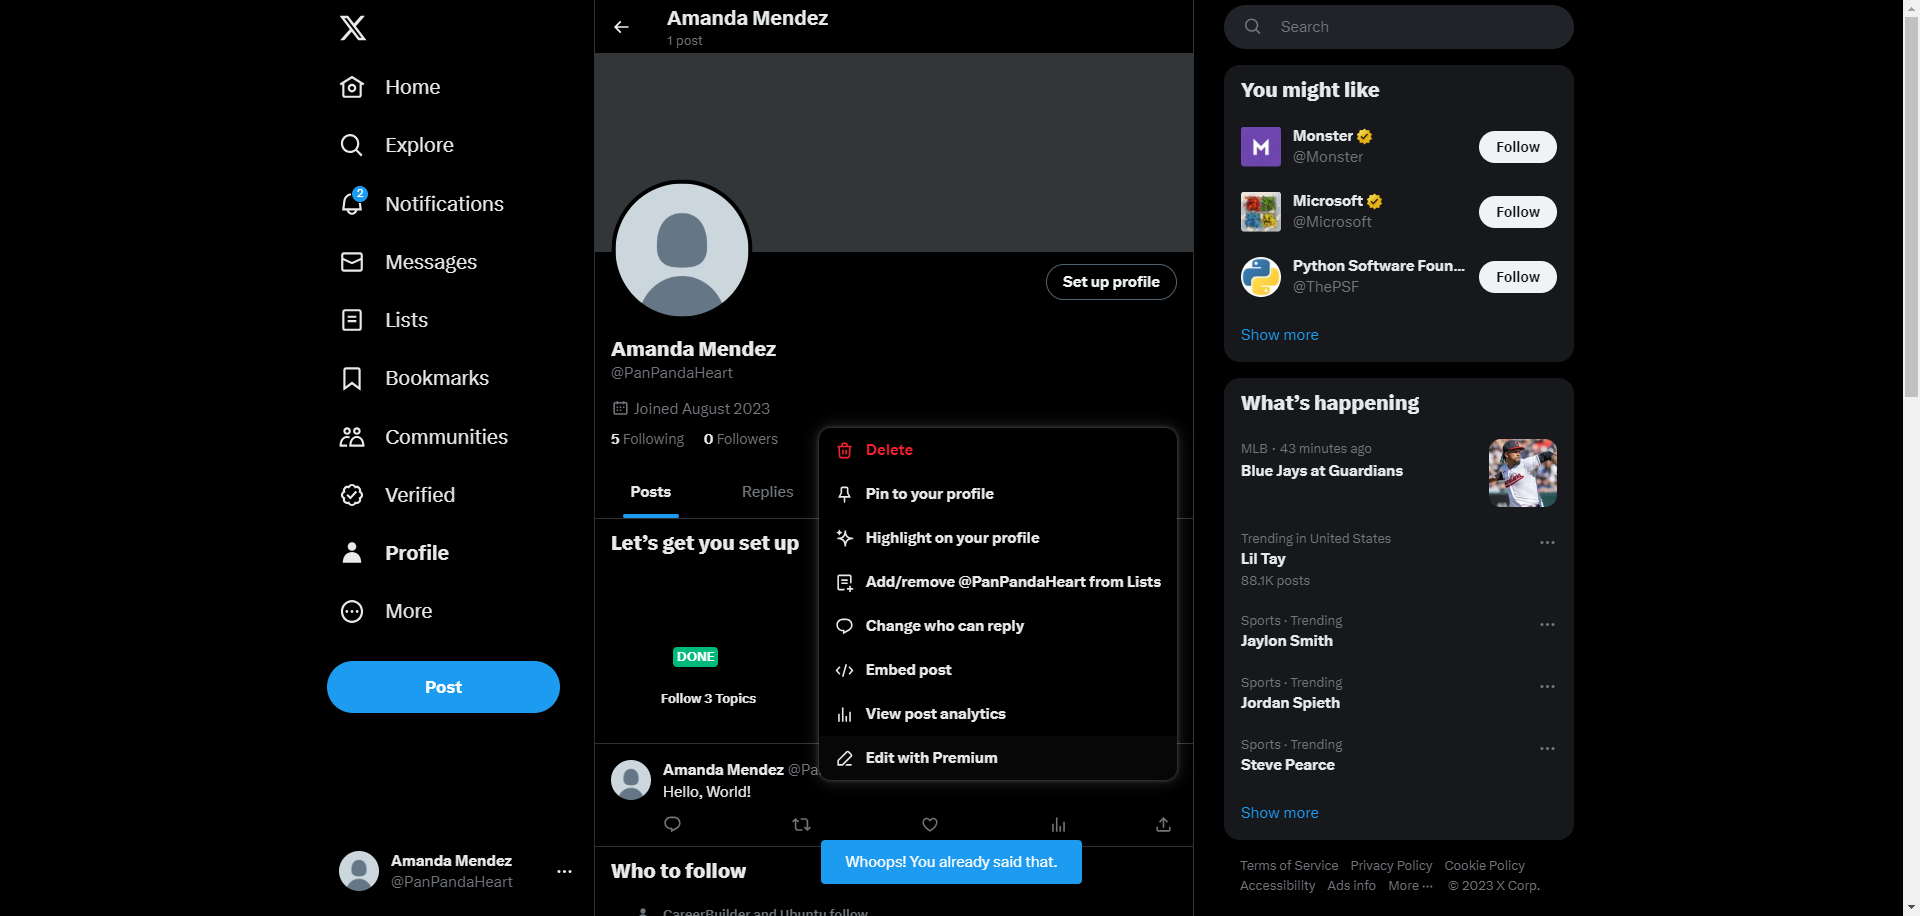 Home
Explore
2
Notifications
Messages
Lists
Bookmarks
Communities
Verified
Profile
More
Post
Amanda Mendez
@PanPandaHeart
Amanda Mendez
1 post
Set up profile
Amanda Mendez
@PanPandaHeart
Joined August 2023
5 Following 0 Followers
Posts Replies
Let's get you set up
DONE
Follow 3 Topics
Delete
Pin to your profile
Highlight on your profile
Add/remove @PanPandaHeart from Lists
Change who can reply
Embed post
View post analytics
Edit with Premium
Amanda Mendez @Pa
Hello, World!
Whoops! You already said that.
Who to follow
CareerBuilder and Ubuntu follow
Search
You might like
Monster
@Monster
Follow
Microsoft
@Microsoft
Follow
Python Software Foun...
@ThePSF
Follow
Show more
What's happening
MLB · 43 minutes ago
Blue Jays at Guardians
Trending in United States
Lil Tay
88.1K posts
Sports · Trending
Jaylon Smith
Sports · Trending
Jordan Spieth
Sports · Trending
Steve Pearce
Show more
Terms of Service Privacy Policy Cookie Policy
Accessibility Ads info More ··· © 2023 X Corp.